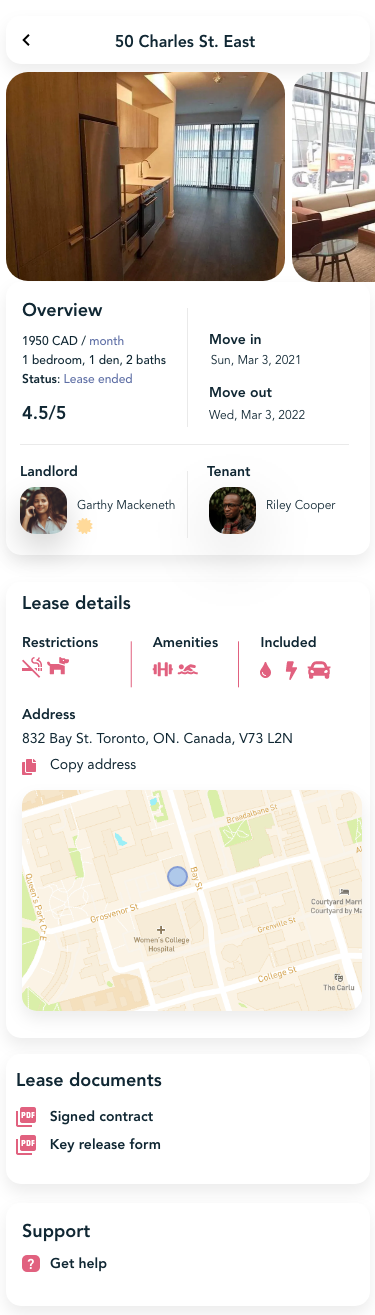 50 Charles St. East
Overview
1950 CAD / month
1 bedroom, 1 den, 2 baths
Status: Lease ended
4.5/5
Move in
Sun, Mar 3, 2021
Move out
Wed, Mar 3, 2022
Landlord
Garthy Mackeneth
Tenant
Riley Cooper
Lease details
Restrictions
Amenities
Included
Address
832 Bay St. Toronto, ON. Canada, V73 L2N
Copy address
Breadalbane St
Queen's Park Cr E
Bay St
Grosvenor St
Courtyard Marri
Courtyard by Ma
Grenville St
Women's College
Hospital
College St
The Carlu
Lease documents
PDF Signed contract
PDF Key release form
Support
? Get help